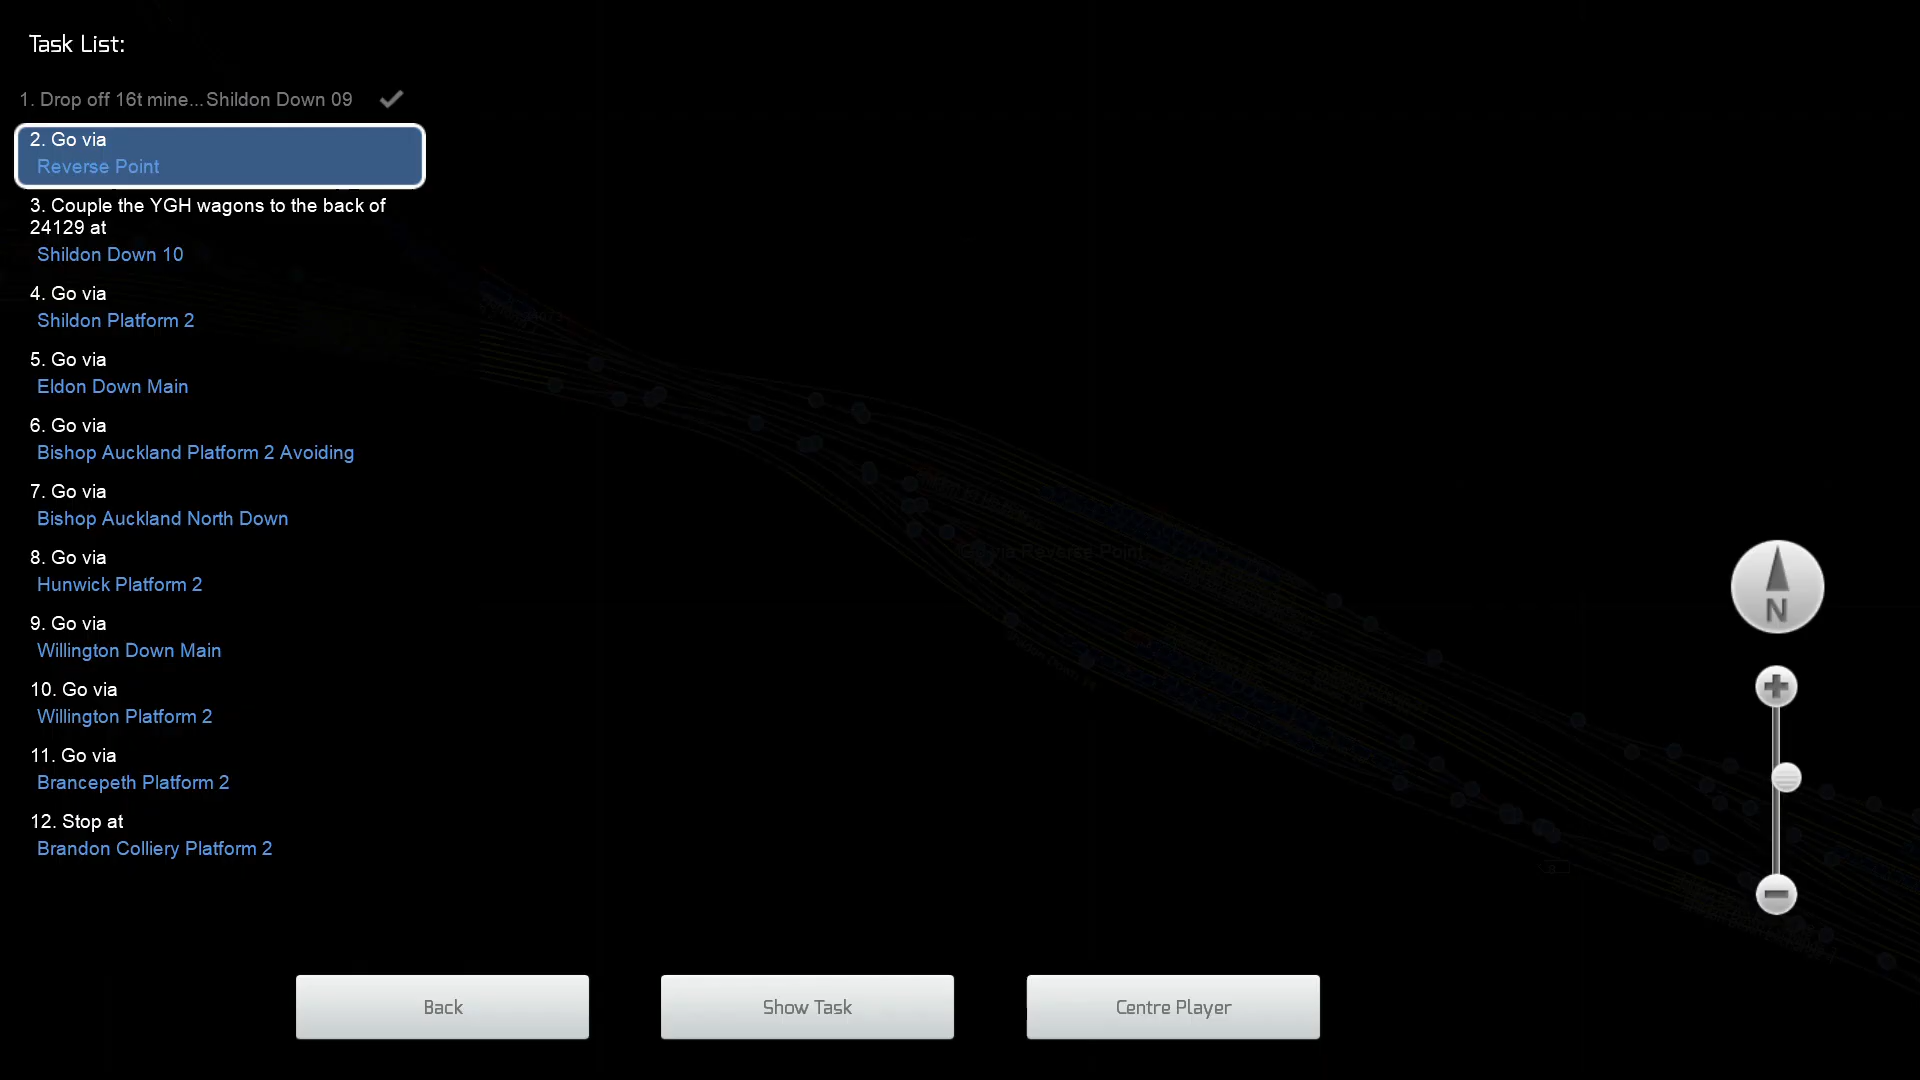 Task List:
1. Drop off 16t mine...Shildon Down 09
2. Go via
Reverse Point
3. Couple the YGH wagons to the back of
24129 at
Shildon Down 10
4. Go via
Shildon Platform 2
5. Go via
Eldon Down Main
6. Go via
Bishop Auckland Platform 2 Avoiding
7. Go via
Bishop Auckland North Down
8. Go via
Hunwick Platform 2
9. Go via
Willington Down Main
10. Go via
Willington Platform 2
11. Go via
Brancepeth Platform 2
12. Stop at
Brandon Colliery Platform 2
Go via Reverse Point
N
Back
Show Task
Centre Player